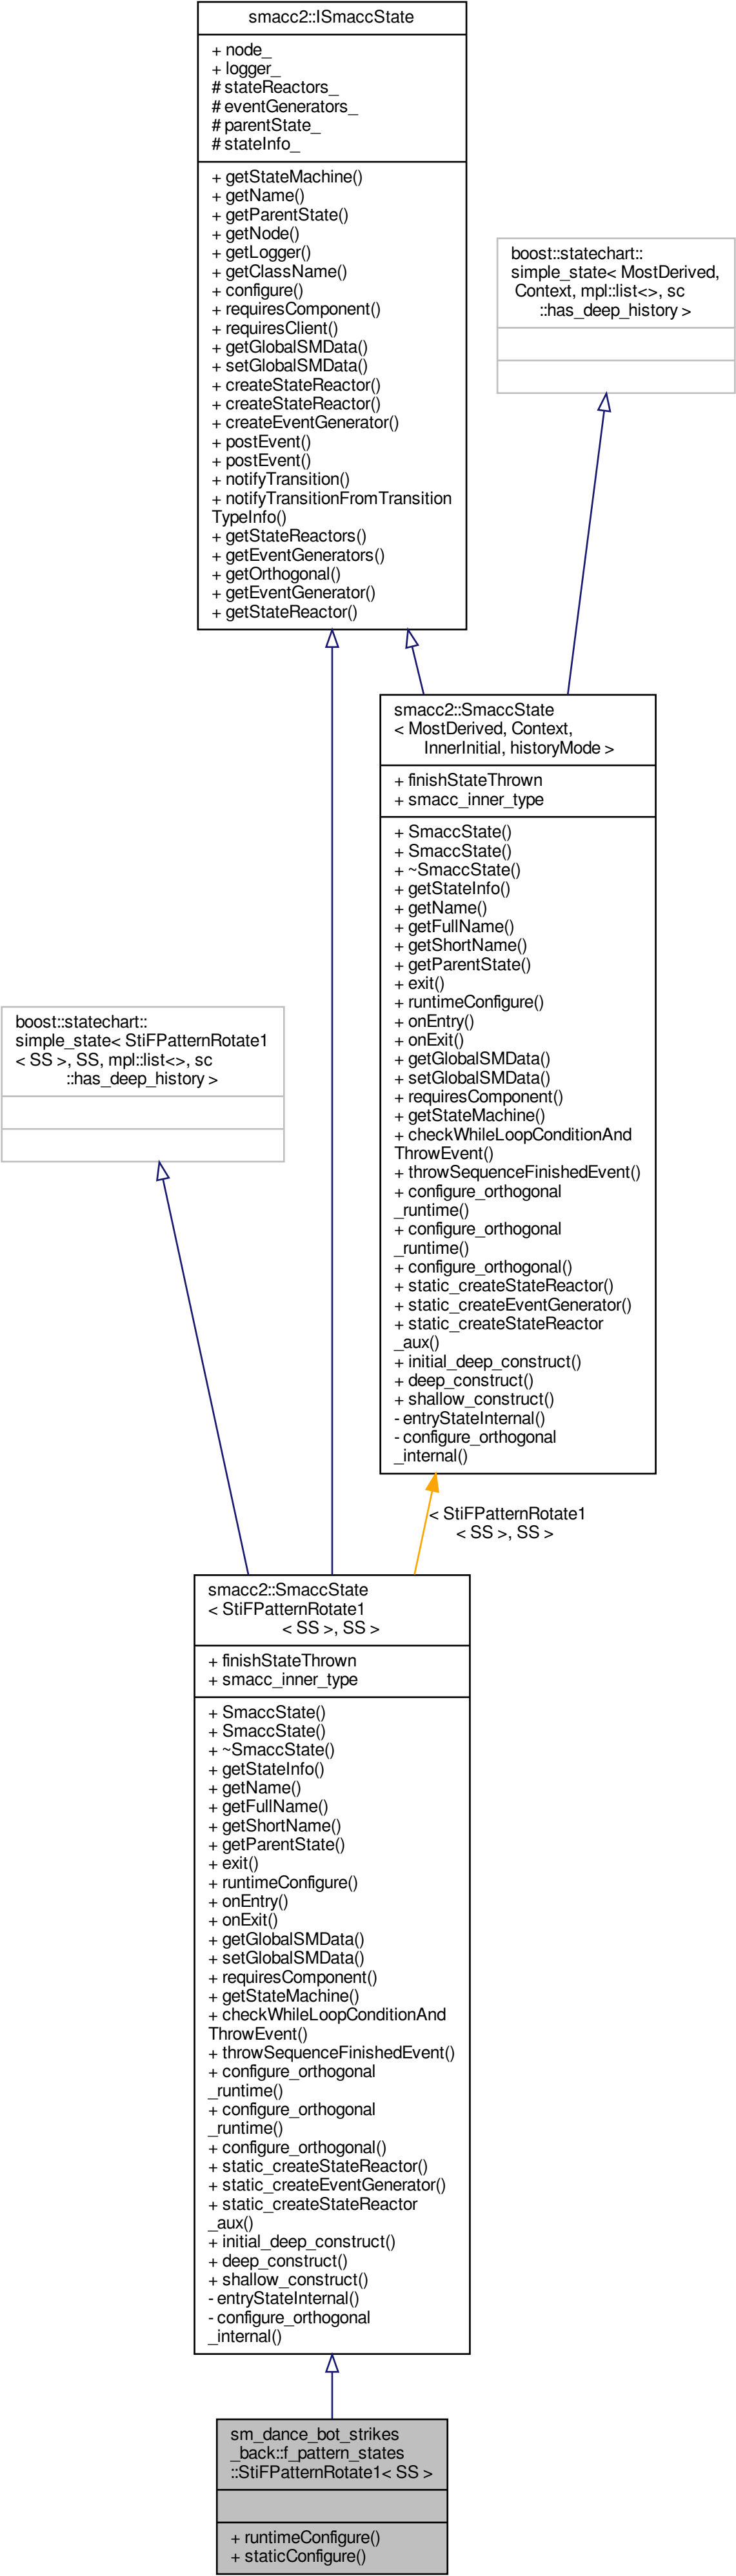 smacc2::ISmaccState
+ node_
+ logger_
# stateReactors_
# eventGenerators_
# parentState_
# stateInfo_
+ getStateMachine()
+ getName()
+ getParentState()
+ getNode()
+ getLogger()
+ getClassName()
+ configure()
+ requiresComponent()
+ requiresClient()
+ getGlobalSMData()
+ setGlobalSMData()
+ createStateReactor()
+ createStateReactor()
+ createEventGenerator()
+ postEvent()
+ postEvent()
+ notifyTransition()
+ notifyTransitionFromTransition
TypeInfo()
+ getStateReactors()
+ getEventGenerators()
+ getOrthogonal()
+ getEventGenerator()
+ getStateReactor()
boost::statechart::
simple_state< MostDerived,
Context, mpl::list<>, sc
::has_deep_history >
smacc2::SmaccState
< MostDerived, Context,
InnerInitial, historyMode >
+ finishStateThrown
+ smacc_inner_type
+ SmaccState()
+ SmaccState()
+ ~SmaccState()
+ getStateInfo()
+ getName()
+ getFullName()
+ getShortName()
+ getParentState()
+ exit()
+ runtimeConfigure()
+ onEntry()
+ onExit()
+ getGlobalSMData()
+ setGlobalSMData()
+ requiresComponent()
+ getStateMachine()
+ checkWhileLoopConditionAnd
ThrowEvent()
+ throwSequenceFinishedEvent()
+ configure_orthogonal
_runtime()
+ configure_orthogonal
_runtime()
+ configure_orthogonal()
+ static_createStateReactor()
+ static_createEventGenerator()
+ static_createStateReactor
_aux()
+ initial_deep_construct()
+ deep_construct()
+ shallow_construct()
- entryStateInternal()
- configure_orthogonal
_internal()
boost::statechart::
simple_state< StiFPatternRotate1
< SS >, SS, mpl::list<>, sc
::has_deep_history >
< StiFPatternRotate1
< SS >, SS >
smacc2::SmaccState
< StiFPatternRotate1
< SS >, SS >
+ finishStateThrown
+ smacc_inner_type
+ SmaccState()
+ SmaccState()
+ ~SmaccState()
+ getStateInfo()
+ getName()
+ getFullName()
+ getShortName()
+ getParentState()
+ exit()
+ runtimeConfigure()
+ onEntry()
+ onExit()
+ getGlobalSMData()
+ setGlobalSMData()
+ requiresComponent()
+ getStateMachine()
+ checkWhileLoopConditionAnd
ThrowEvent()
+ throwSequenceFinishedEvent()
+ configure_orthogonal
_runtime()
+ configure_orthogonal
_runtime()
+ configure_orthogonal()
+ static_createStateReactor()
+ static_createEventGenerator()
+ static_createStateReactor
_aux()
+ initial_deep_construct()
+ deep_construct()
+ shallow_construct()
- entryStateInternal()
- configure_orthogonal
_internal()
sm_dance_bot_strikes
_back::f_pattern_states
::StiFPatternRotate1< SS >
+ runtimeConfigure()
+ staticConfigure()